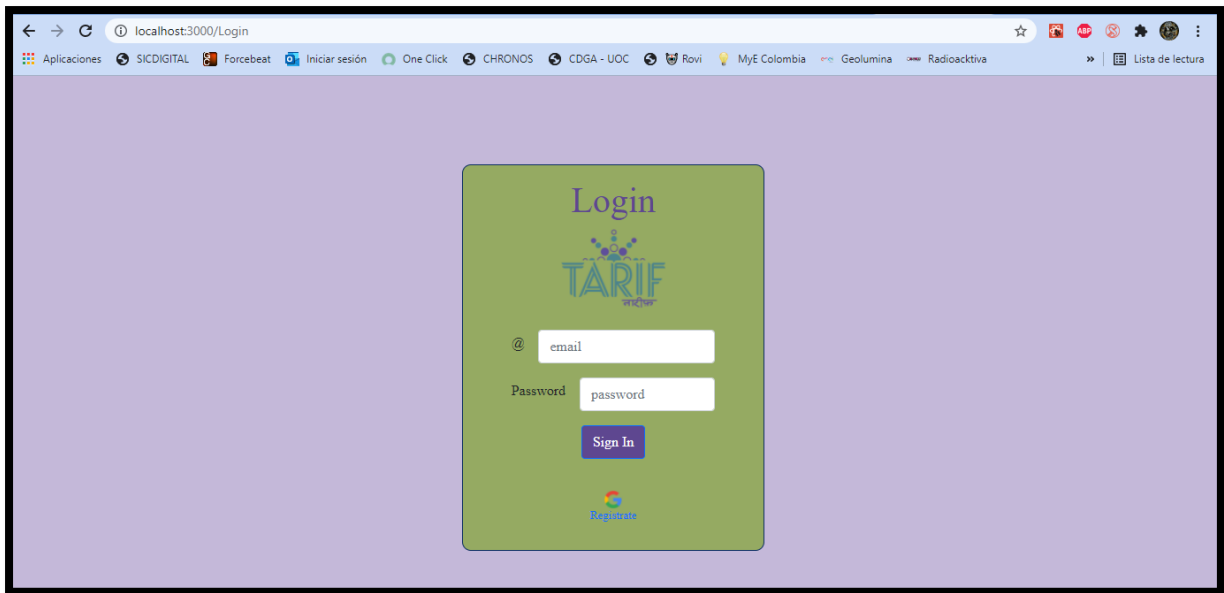 localhost:3000/Login
Aplicaciones SICDIGITAL Forcebeat Iniciar sesión One Click CHRONOS CDGA - UOC Rovi MyE Colombia Geolumina Radioacktiva » Lista de lectura
Login
TARIF
@ email
Password password
Sign In
Registrate